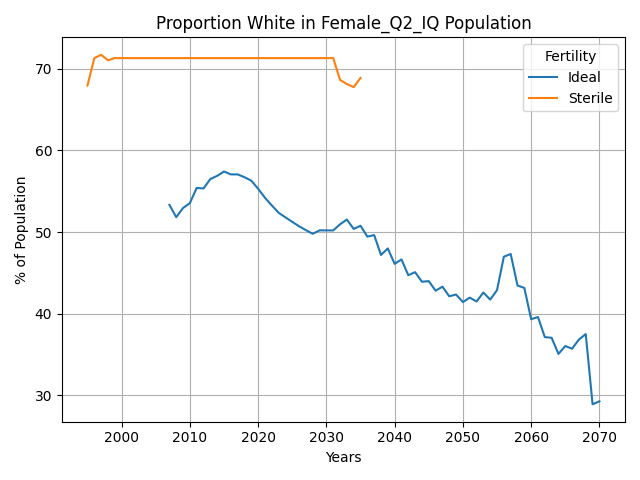 Proportion White in Female_Q2_IQ Population
% of Population
70
60
50
40
30
Fertility
Ideal
Sterile
2000 2010 2020 2030 2040 2050 2060 2070
Years